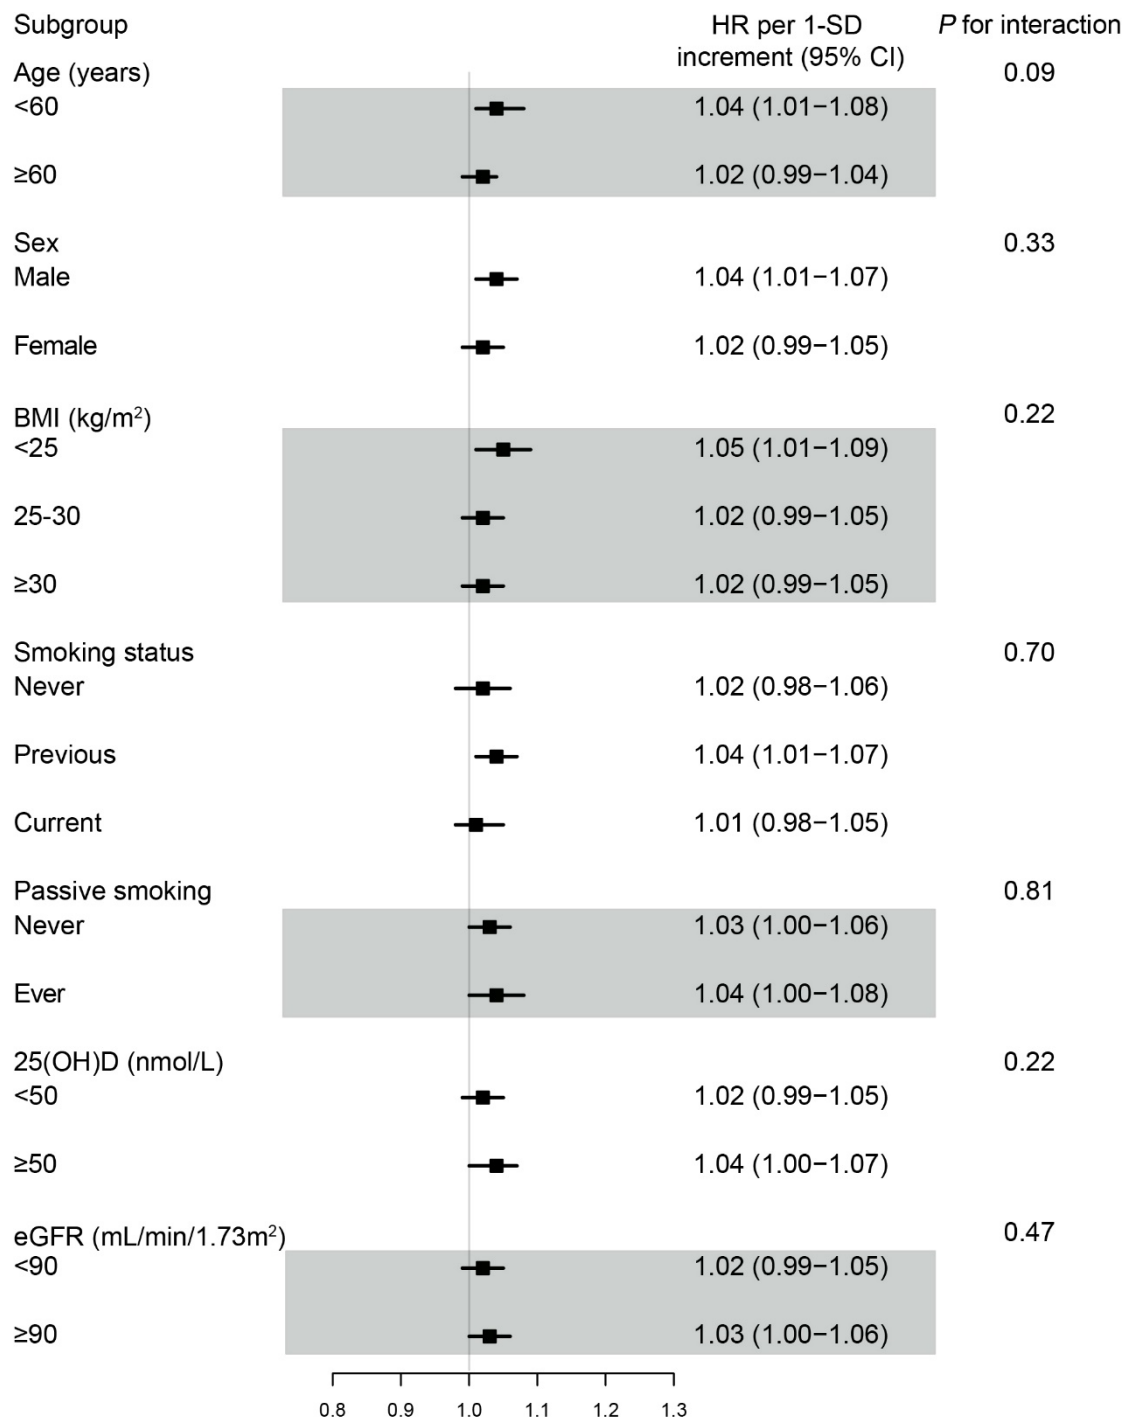 Subgroup HR per 1-SD increment (95% CI) P for interaction
Age (years) 0.09
<60 1.04 (1.01−1.08)
≥60 1.02 (0.99−1.04)
Sex 0.33
Male 1.04 (1.01−1.07)
Female 1.02 (0.99−1.05)
BMI (kg/m²) 0.22
<25 1.05 (1.01−1.09)
25-30 1.02 (0.99−1.05)
≥30 1.02 (0.99−1.05)
Smoking status 0.70
Never 1.02 (0.98−1.06)
Previous 1.04 (1.01−1.07)
Current 1.01 (0.98−1.05)
Passive smoking 0.81
Never 1.03 (1.00−1.06)
Ever 1.04 (1.00−1.08)
25(OH)D (nmol/L) 0.22
<50 1.02 (0.99−1.05)
≥50 1.04 (1.00−1.07)
eGFR (mL/min/1.73m²) 0.47
<90 1.02 (0.99−1.05)
≥90 1.03 (1.00−1.06)
0.8 0.9 1.0 1.1 1.2 1.3